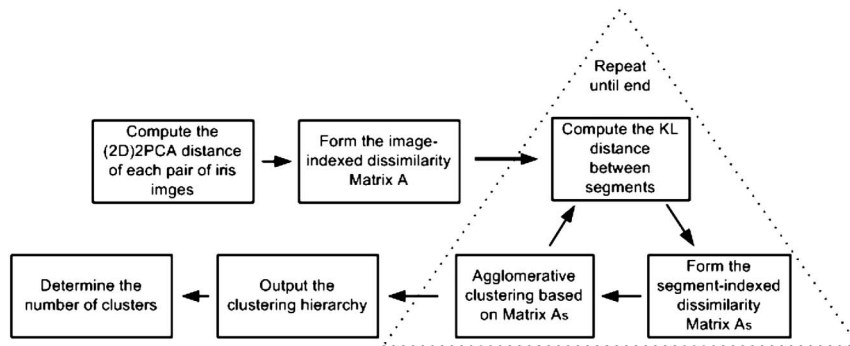 Repeat
until end
Compute the
(2D)2PCA distance
of each pair of iris
imges
Form the image-
indexed dissimilarity
Matrix A
Compute the KL
distance
between
segments
Form the
segment-indexed
dissimilarity
Matrix As
Agglomerative
clustering based
on Matrix As
Output the
clustering hierarchy
Determine the
number of clusters